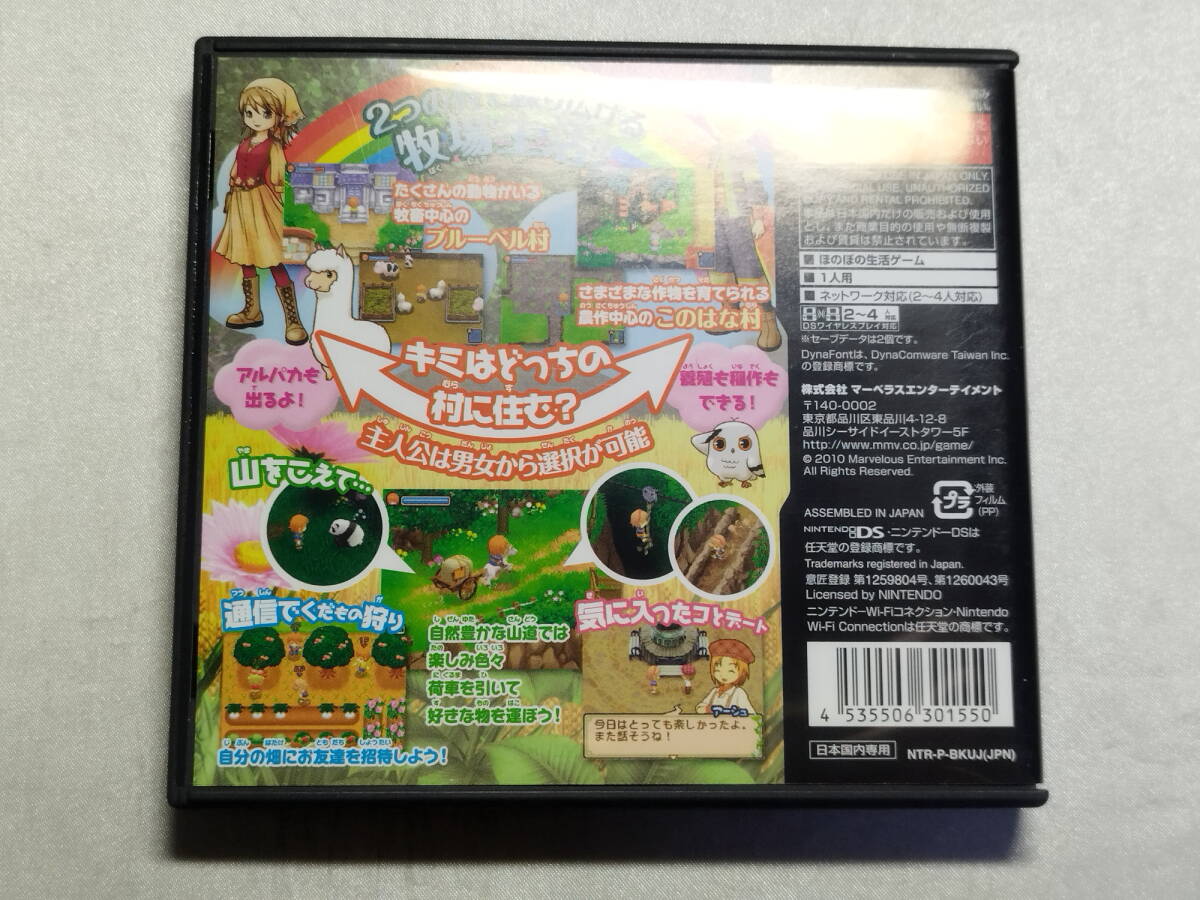 牧場
たくさんの動物がいる
牧畜中心の
ブルーベル村
さまざまな作物を育てられる
農作中心のこのはな村
キミはどっちの
村に住む？
主人公は男女から選択が可能
アルパカも
出るよ！
養殖も稲作も
できる！
山をこえて…
通信でくだもの狩り
自分の畑にお友達を招待しよう！
自然豊かな山道では
楽しみ色々
荷車を引いて
好きな物を運ぼう！
気に入ったコとデート
アーシュ
今日はとっても楽しかったよ。
また話そうね！
USE IN JAPAN ONLY.
USE, UNAUTHORIZED
COPY AND RENTAL PROHIBITED.
本品は日本国内だけの販売および使用
とし、また商業目的の使用や無断複製
および賃貸は禁止されています。
ほのぼの生活ゲーム
1人用
ネットワーク対応(2〜4人対応)
2〜4人対応
DSワイヤレスプレイ対応
※セーブデータは2個です。
DynaFontは、DynaComware Taiwan Inc.
の登録商標です。
株式会社 マーベラスエンターテイメント
〒140-0002
東京都品川区東品川4-12-8
品川シーサイドイーストタワー5F
http://www.mmv.co.jp/game/
© 2010 Marvelous Entertainment Inc.
All Rights Reserved.
プラ
外装
フィルム
(PP)
ASSEMBLED IN JAPAN
NINTENDO DS・ニンテンドーDSは
任天堂の登録商標です。
Trademarks registered in Japan.
意匠登録 第1259804号、第1260043号
Licensed by NINTENDO
ニンテンドーWi-Fiコネクション・Nintendo
Wi-Fi Connectionは任天堂の商標です。
4 535506 301550
日本国内専用
NTR-P-BKUJ(JPN)